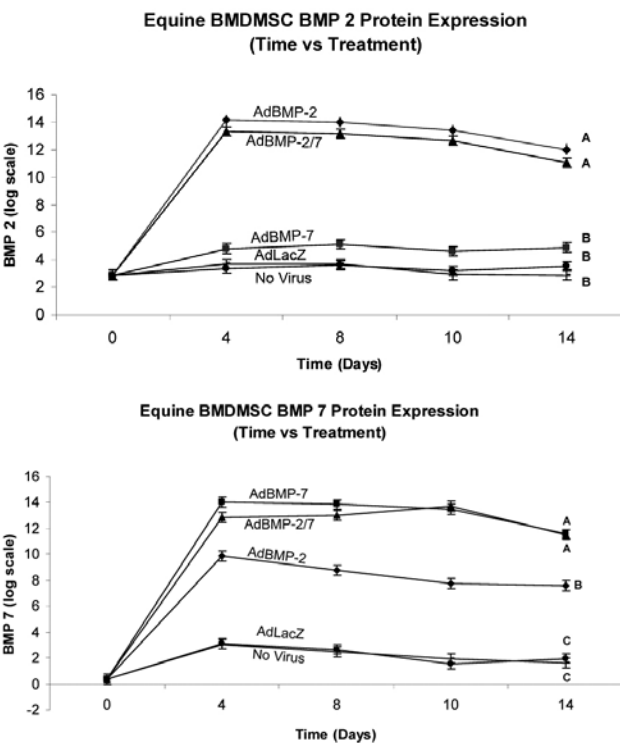 Equine BMDMSC BMP 2 Protein Expression
(Time vs Treatment)
16
14
12
10
8
6
4
2
0
BMP 2 (log scale)
AdBMP-2
AdBMP-2/7
AdBMP-7
AdLacZ
No Virus
A
A
B
B
B
0 4 8 10 14
Time (Days)
Equine BMDMSC BMP 7 Protein Expression
(Time vs Treatment)
16
14
12
10
8
6
4
2
0
-2
BMP 7 (log scale)
AdBMP-7
AdBMP-2/7
AdBMP-2
AdLacZ
No Virus
A
A
B
C
C
0 4 8 10 14
Time (Days)